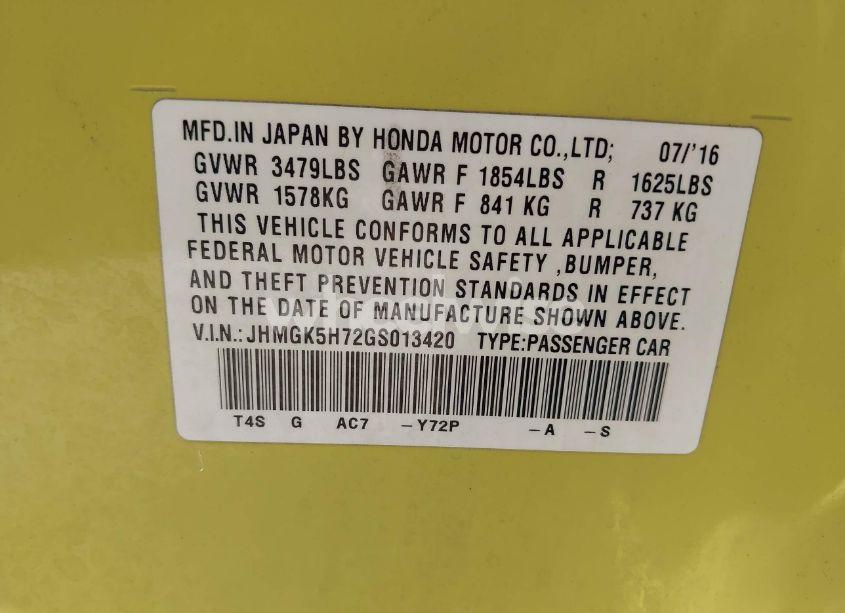 MFD.IN JAPAN BY HONDA MOTOR CO.,LTD; 07/'16
GVWR 3479LBS GAWR F 1854LBS R 1625LBS
GVWR 1578KG GAWR F 841 KG R 737 KG
THIS VEHICLE CONFORMS TO ALL APPLICABLE
FEDERAL MOTOR VEHICLE SAFETY ,BUMPER,
AND THEFT PREVENTION STANDARDS IN EFFECT
ON THE DATE OF MANUFACTURE SHOWN ABOVE.
V.I.N.:JHMGK5H72GS013420 TYPE:PASSENGER CAR
T4S G AC7 -Y72P -A -S